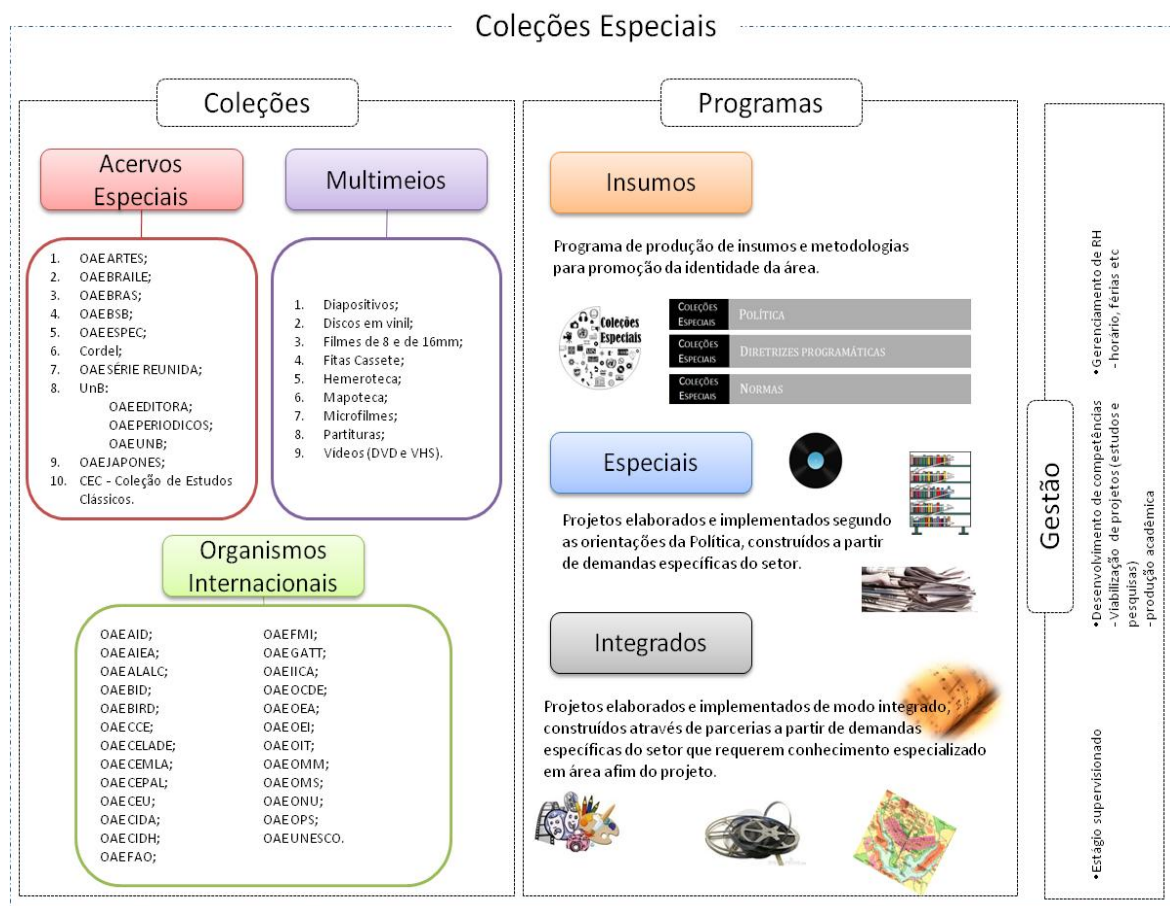 Coleções Especiais
Coleções
Acervos
Especiais
1. OAEARTES;
2. OAEBRAILE;
3. OAEBRAS;
4. OAEBSB;
5. OAEESPEC;
6. Cordel;
7. OAESÉRIE REUNIDA;
8. UnB:
OAEEDITORA;
OAEPERIODICOS;
OAEUNB;
9. OAEJAPONES;
10. CEC - Coleção de Estudos
Clássicos.
Multimeios
1. Diapositivos;
2. Discos em vinil;
3. Filmes de 8 e de 16mm;
4. Fitas Cassete;
5. Hemeroteca;
6. Mapoteca;
7. Microfilmes;
8. Partituras;
9. Vídeos (DVD e VHS).
Organismos
Internacionais
OAEAID;
OAEAIEA;
OAEALALC;
OAEBID;
OAEBIRD;
OAECCE;
OAECELADE;
OAECEMLA;
OAECEPAL;
OAECEU;
OAECIDA;
OAECIDH;
OAEFAO;
OAEFMI;
OAEGATT;
OAEIICA;
OAEOCDE;
OAEOEA;
OAEOEI;
OAEOIT;
OAEOMM;
OAEOMS;
OAEONU;
OAEOPS;
OAEUNESCO.
Programas
Insumos
Programa de produção de insumos e metodologias
para promoção da identidade da área.
Coleções
Especiais
COLEÇÕES
ESPECIAIS
POLÍTICA
COLEÇÕES
ESPECIAIS
DIRETRIZES PROGRAMÁTICAS
COLEÇÕES
ESPECIAIS
NORMAS
Especiais
Projetos elaborados e implementados segundo
as orientações da Política, construídos a partir
de demandas específicas do setor.
Integrados
Projetos elaborados e implementados de modo integrado,
construídos através de parcerias a partir de demandas
específicas do setor que requerem conhecimento especializado
em área afim do projeto.
Gestão
•Gerenciamento de RH
- horário, férias etc
•Desenvolvimento de competências
- Viabilização de projetos (estudos e
pesquisas)
-produção acadêmica
•Estágio supervisionado